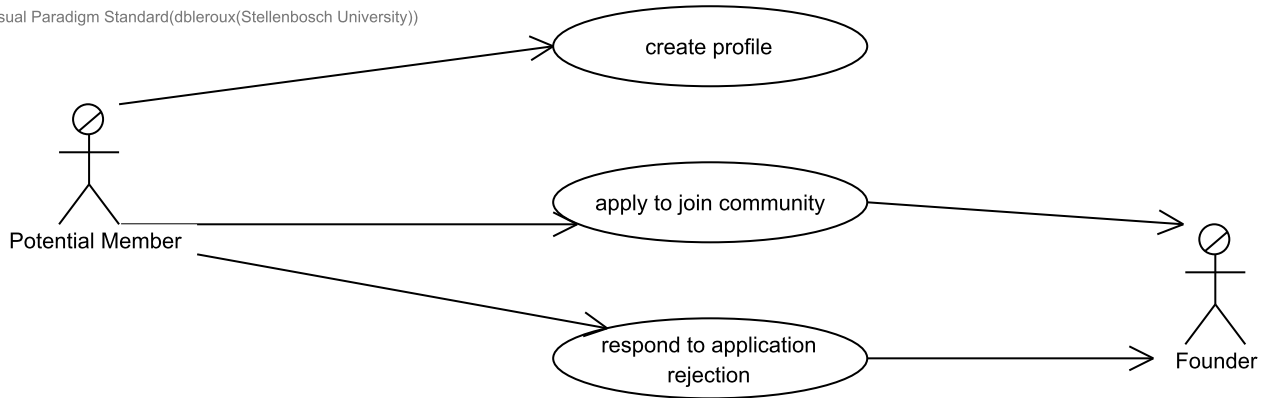 sual Paradigm Standard(dbleroux(Stellenbosch University))
create profile
apply to join community
Potential Member
respond to application
rejection
Founder